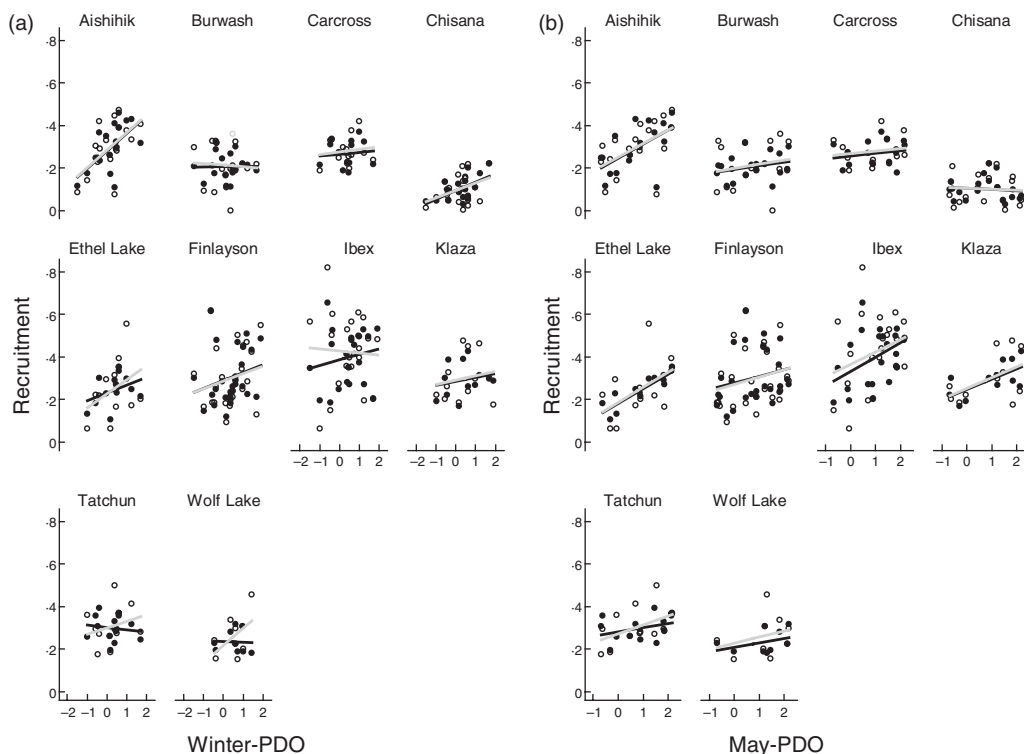 (a) Aishihik Burwash Carcross Chisana (b) Aishihik Burwash Carcross Chisana
·8 ·8
·6 ·6
·4 ·4
·2 ·2
0 0
Ethel Lake Finlayson Ibex Klaza Ethel Lake Finlayson Ibex Klaza
·8 ·8
·6 ·6
·4 ·4
·2 ·2
0 0
Recruitment Recruitment
−2 −1 0 1 2 −2 −1 0 1 2 −1 0 1 2 −1 0 1 2
Tatchun Wolf Lake Tatchun Wolf Lake
·8 ·8
·6 ·6
·4 ·4
·2 ·2
0 0
−2 −1 0 1 2 −2 −1 0 1 2 −1 0 1 2 −1 0 1 2
Winter-PDO May-PDO